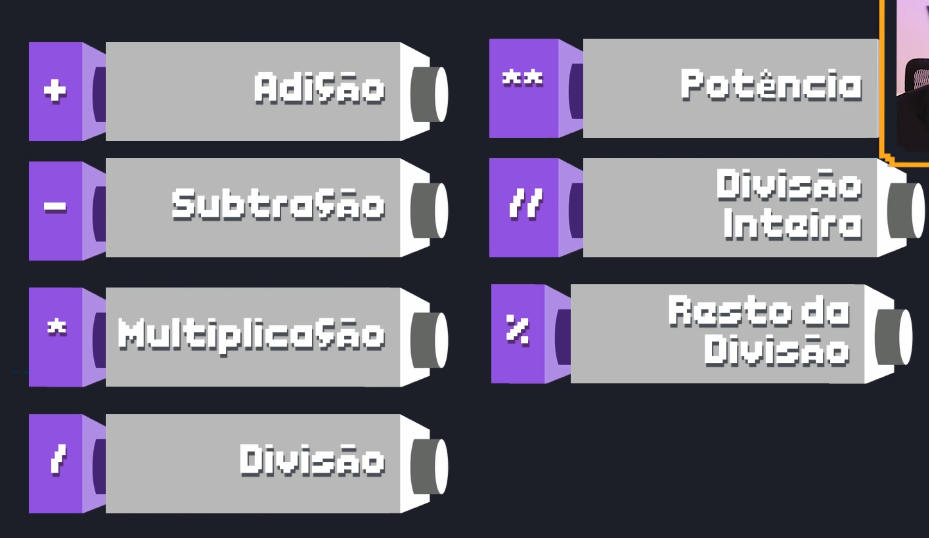 + Adição
- Subtração
* Multiplicação
/ Divisão
** Potência
// Divisão
Inteira
% Resto da
Divisão